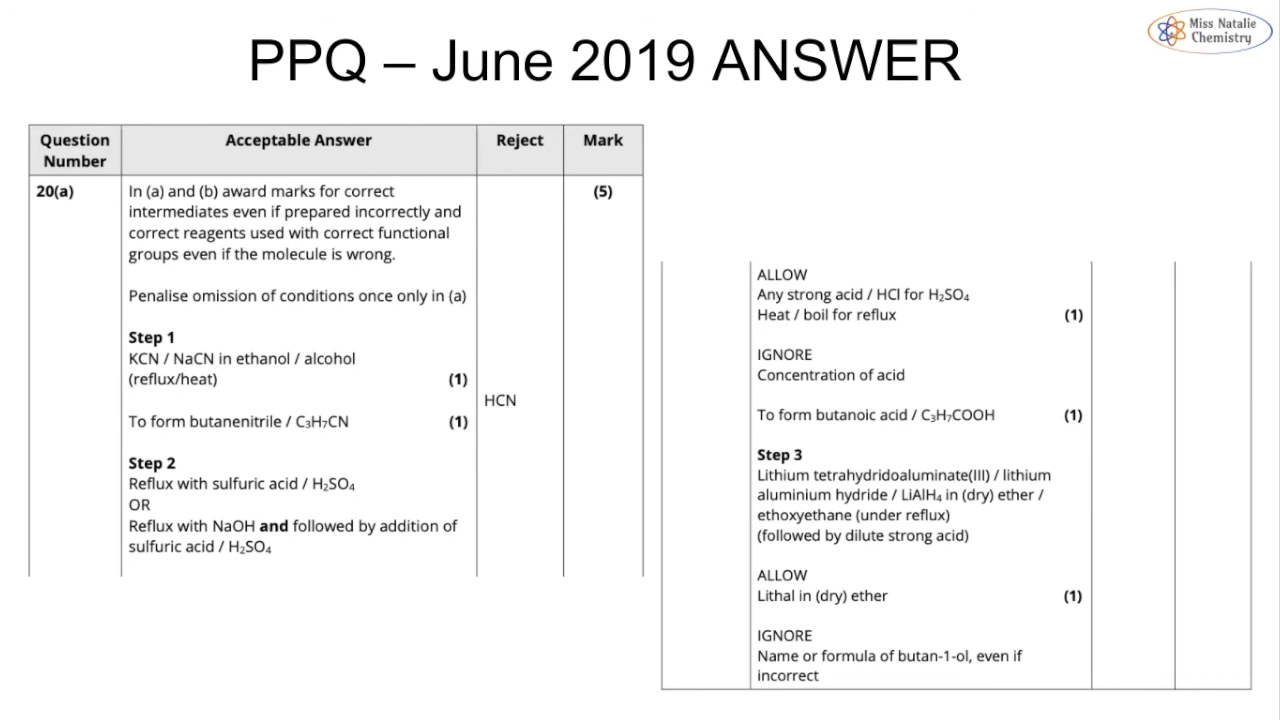 Miss Natalie
Chemistry
PPQ – June 2019 ANSWER
Question
Number
Acceptable Answer
Reject
Mark
20(a)
In (a) and (b) award marks for correct
intermediates even if prepared incorrectly and
correct reagents used with correct functional
groups even if the molecule is wrong.
(5)
Penalise omission of conditions once only in (a)
Step 1
KCN / NaCN in ethanol / alcohol
(reflux/heat) (1)
HCN
To form butanenitrile / C₃H₇CN (1)
Step 2
Reflux with sulfuric acid / H₂SO₄
OR
Reflux with NaOH and followed by addition of
sulfuric acid / H₂SO₄
ALLOW
Any strong acid / HCl for H₂SO₄
Heat / boil for reflux (1)
IGNORE
Concentration of acid
To form butanoic acid / C₃H₇COOH (1)
Step 3
Lithium tetrahydridoaluminate(III) / lithium
aluminium hydride / LiAlH₄ in (dry) ether /
ethoxyethane (under reflux)
(followed by dilute strong acid)
ALLOW
Lithal in (dry) ether (1)
IGNORE
Name or formula of butan-1-ol, even if
incorrect